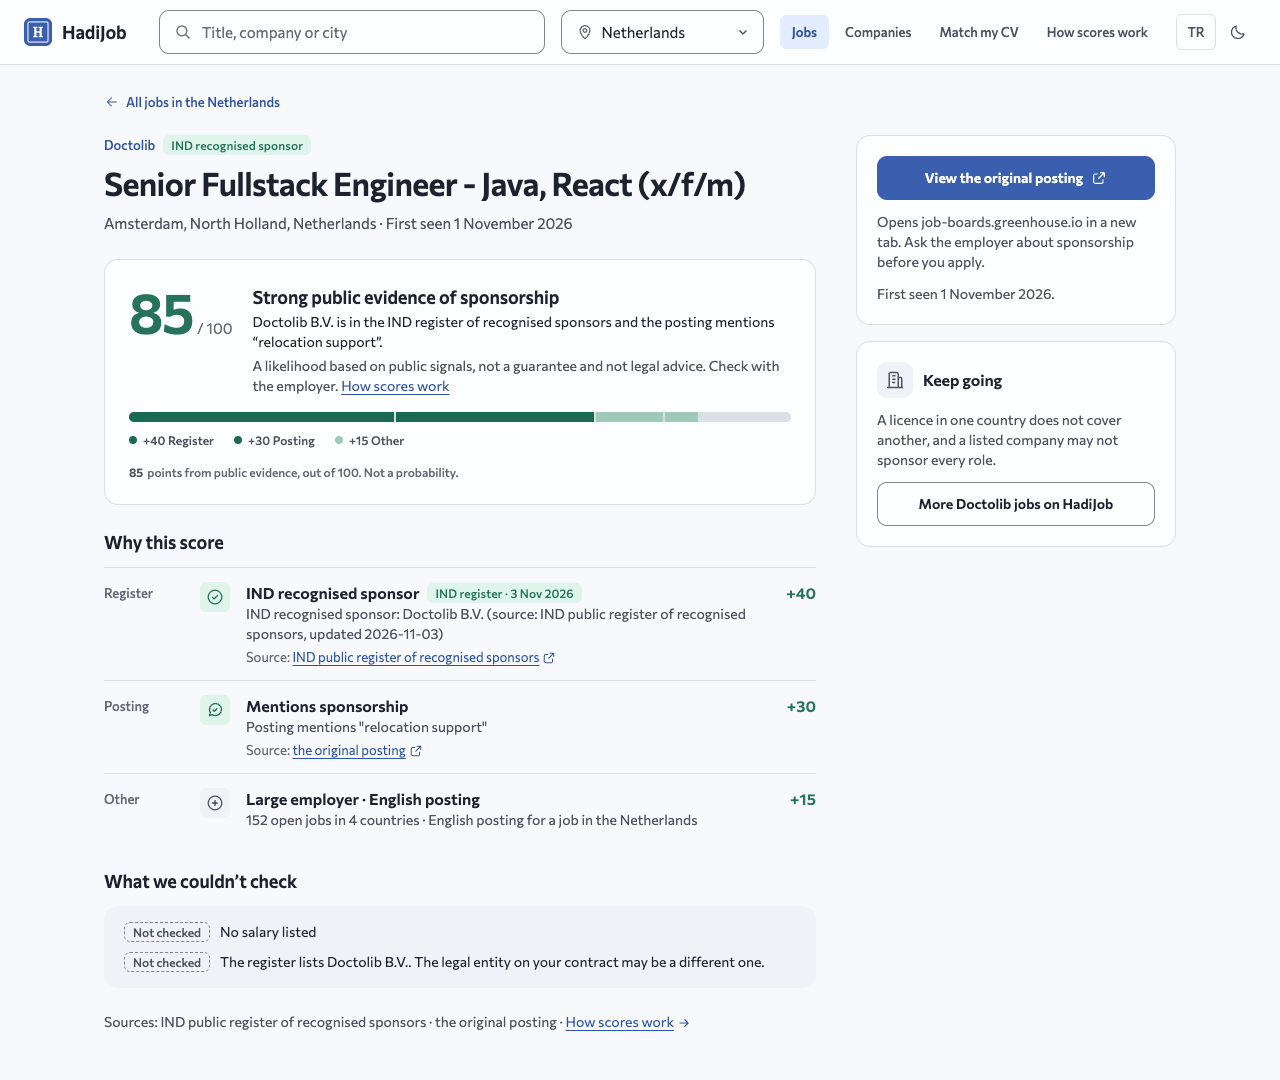 H HadiJob
Title, company or city
Netherlands
Jobs
Companies
Match my CV
How scores work
TR
← All jobs in the Netherlands
Doctolib IND recognised sponsor
Senior Fullstack Engineer - Java, React (x/f/m)
Amsterdam, North Holland, Netherlands · First seen 1 November 2026
85 / 100
Strong public evidence of sponsorship
Doctolib B.V. is in the IND register of recognised sponsors and the posting mentions
“relocation support”.
A likelihood based on public signals, not a guarantee and not legal advice. Check with
the employer. How scores work
+40 Register +30 Posting +15 Other
85 points from public evidence, out of 100. Not a probability.
Why this score
Register
IND recognised sponsor IND register · 3 Nov 2026 +40
IND recognised sponsor: Doctolib B.V. (source: IND public register of recognised
sponsors, updated 2026-11-03)
Source: IND public register of recognised sponsors
Posting
Mentions sponsorship +30
Posting mentions "relocation support"
Source: the original posting
Other
Large employer · English posting +15
152 open jobs in 4 countries · English posting for a job in the Netherlands
What we couldn’t check
Not checked No salary listed
Not checked The register lists Doctolib B.V.. The legal entity on your contract may be a different one.
Sources: IND public register of recognised sponsors · the original posting · How scores work →
View the original posting
Opens job-boards.greenhouse.io in a new
tab. Ask the employer about sponsorship
before you apply.
First seen 1 November 2026.
Keep going
A licence in one country does not cover
another, and a listed company may not
sponsor every role.
More Doctolib jobs on HadiJob